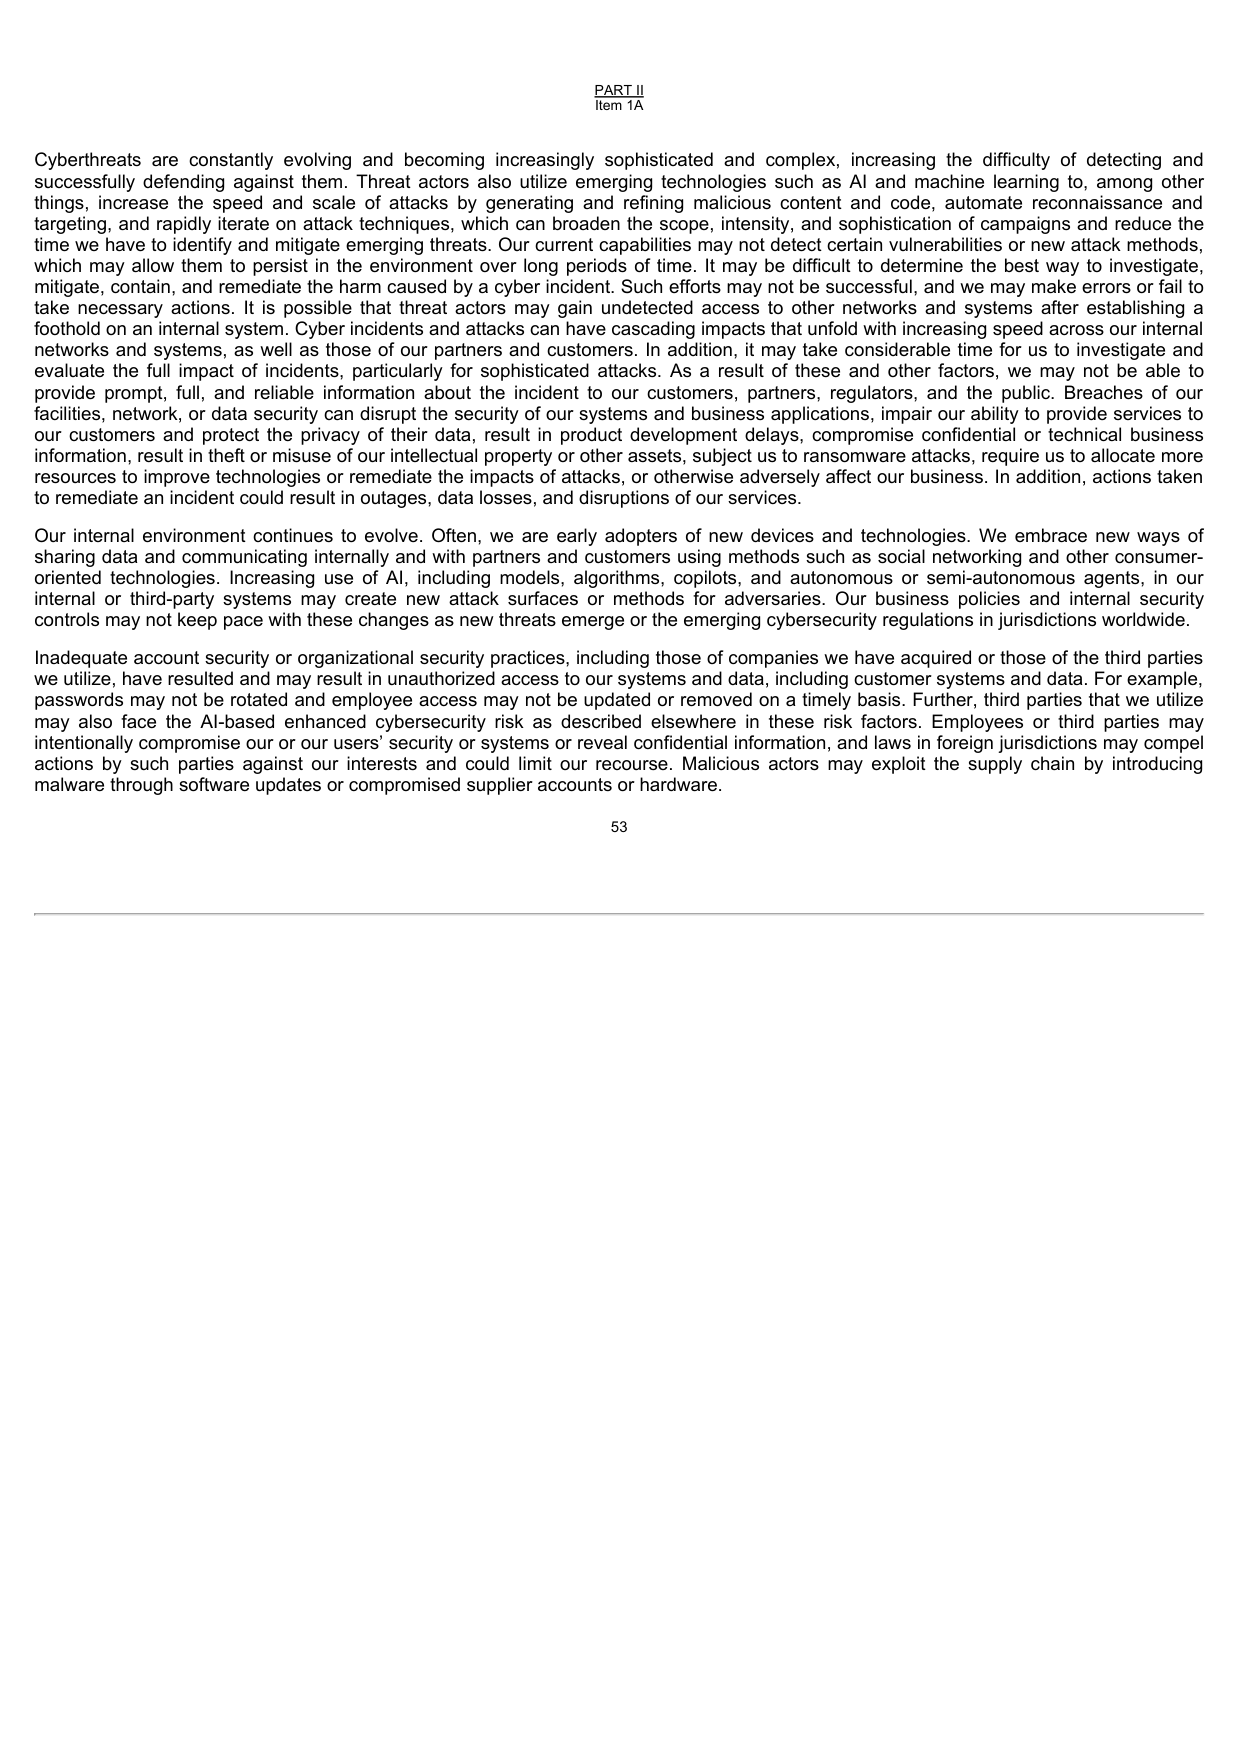 PART II
Item 1A
Cyberthreats are constantly evolving and becoming increasingly sophisticated and complex, increasing the difficulty of detecting and
successfully defending against them. Threat actors also utilize emerging technologies such as AI and machine learning to, among other
things, increase the speed and scale of attacks by generating and refining malicious content and code, automate reconnaissance and
targeting, and rapidly iterate on attack techniques, which can broaden the scope, intensity, and sophistication of campaigns and reduce the
time we have to identify and mitigate emerging threats. Our current capabilities may not detect certain vulnerabilities or new attack methods,
which may allow them to persist in the environment over long periods of time. It may be difficult to determine the best way to investigate,
mitigate, contain, and remediate the harm caused by a cyber incident. Such efforts may not be successful, and we may make errors or fail to
take necessary actions. It is possible that threat actors may gain undetected access to other networks and systems after establishing a
foothold on an internal system. Cyber incidents and attacks can have cascading impacts that unfold with increasing speed across our internal
networks and systems, as well as those of our partners and customers. In addition, it may take considerable time for us to investigate and
evaluate the full impact of incidents, particularly for sophisticated attacks. As a result of these and other factors, we may not be able to
provide prompt, full, and reliable information about the incident to our customers, partners, regulators, and the public. Breaches of our
facilities, network, or data security can disrupt the security of our systems and business applications, impair our ability to provide services to
our customers and protect the privacy of their data, result in product development delays, compromise confidential or technical business
information, result in theft or misuse of our intellectual property or other assets, subject us to ransomware attacks, require us to allocate more
resources to improve technologies or remediate the impacts of attacks, or otherwise adversely affect our business. In addition, actions taken
to remediate an incident could result in outages, data losses, and disruptions of our services.
Our internal environment continues to evolve. Often, we are early adopters of new devices and technologies. We embrace new ways of
sharing data and communicating internally and with partners and customers using methods such as social networking and other consumer-
oriented technologies. Increasing use of AI, including models, algorithms, copilots, and autonomous or semi-autonomous agents, in our
internal or third-party systems may create new attack surfaces or methods for adversaries. Our business policies and internal security
controls may not keep pace with these changes as new threats emerge or the emerging cybersecurity regulations in jurisdictions worldwide.
Inadequate account security or organizational security practices, including those of companies we have acquired or those of the third parties
we utilize, have resulted and may result in unauthorized access to our systems and data, including customer systems and data. For example,
passwords may not be rotated and employee access may not be updated or removed on a timely basis. Further, third parties that we utilize
may also face the AI-based enhanced cybersecurity risk as described elsewhere in these risk factors. Employees or third parties may
intentionally compromise our or our users’ security or systems or reveal confidential information, and laws in foreign jurisdictions may compel
actions by such parties against our interests and could limit our recourse. Malicious actors may exploit the supply chain by introducing
malware through software updates or compromised supplier accounts or hardware.
53